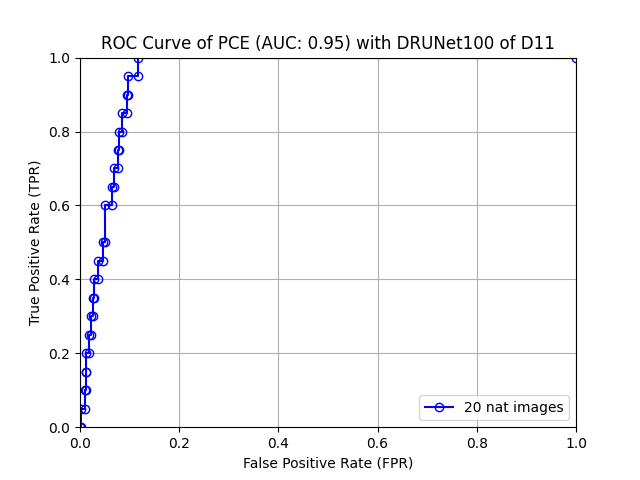 ROC Curve of PCE (AUC: 0.95) with DRUNet100 of D11
1.0
0.8
0.6
0.4
0.2
0.0
True Positive Rate (TPR)
20 nat images
0.0 0.2 0.4 0.6 0.8 1.0
False Positive Rate (FPR)